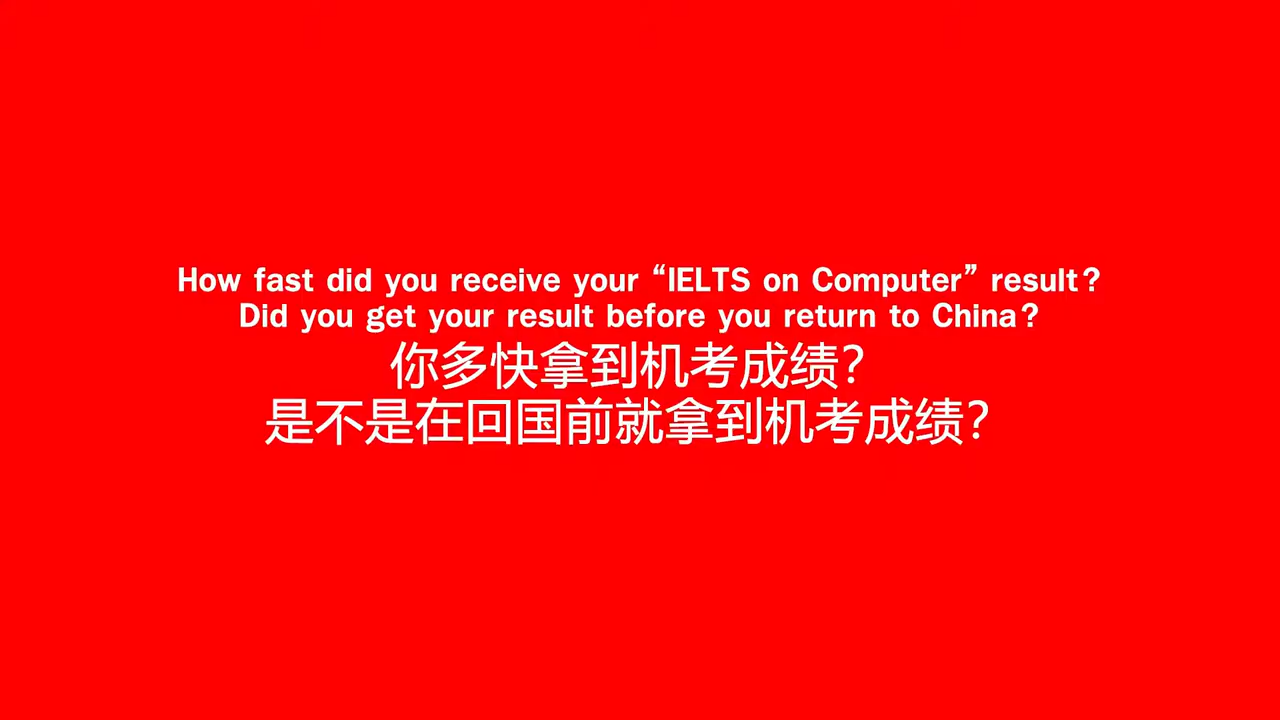 How fast did you receive your “IELTS on Computer” result?
Did you get your result before you return to China?
你多快拿到机考成绩？
是不是在回国前就拿到机考成绩？